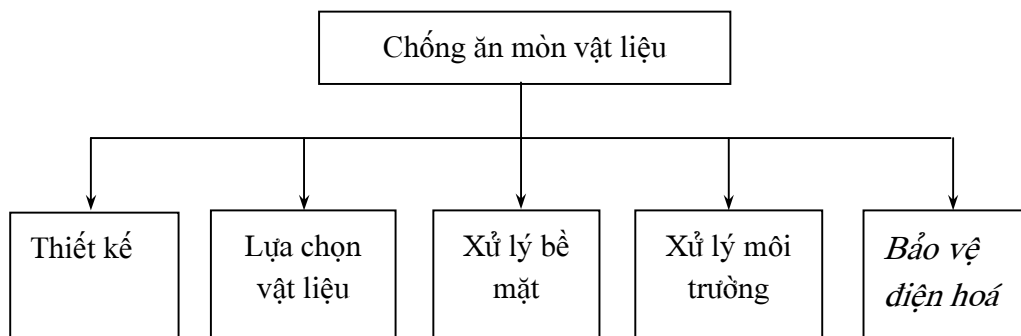 Chống ăn mòn vật liệu
Thiết kế
Lựa chọn
vật liệu
Xử lý bề
mặt
Xử lý môi
trường
Bảo vệ
điện hoá